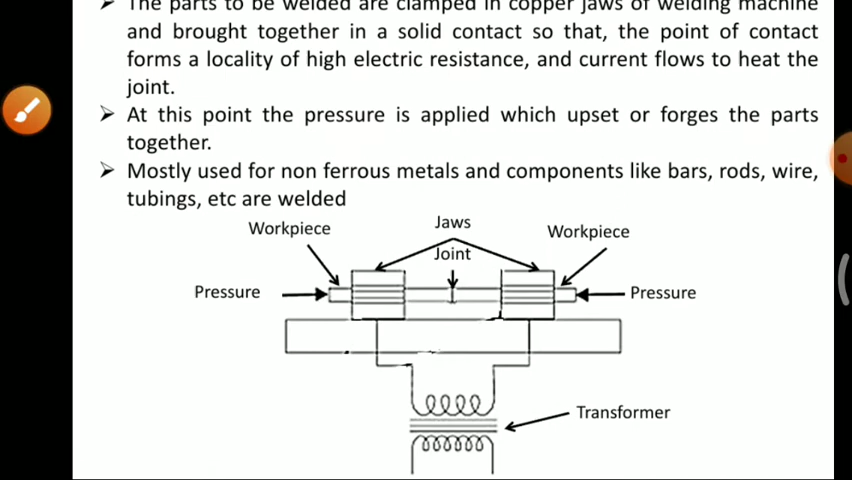 ➢ The parts to be welded are clamped in copper jaws of welding machine
and brought together in a solid contact so that, the point of contact
forms a locality of high electric resistance, and current flows to heat the
joint.
➢ At this point the pressure is applied which upset or forges the parts
together.
➢ Mostly used for non ferrous metals and components like bars, rods, wire,
tubings, etc are welded
Workpiece Jaws Workpiece
Joint
Pressure Pressure
Transformer